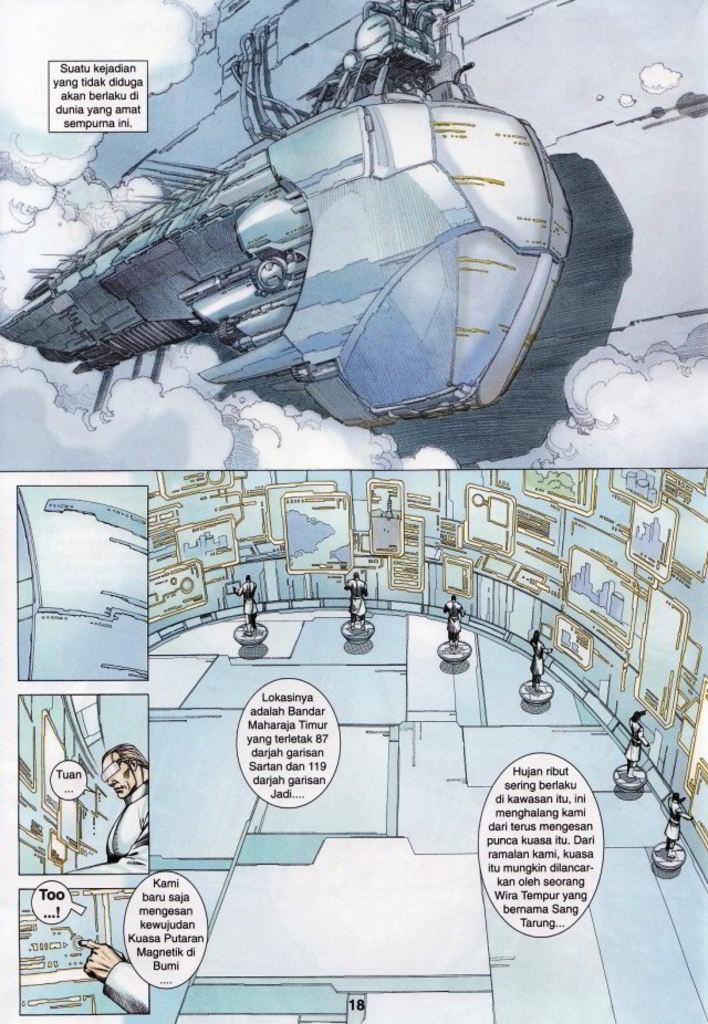 Suatu kejadian
yang tidak diduga
akan berlaku di
dunia yang amat
sempurna ini.
Tuan
...
Too
...!
Kami
baru saja
mengesan
kewujudan
Kuasa Putaran
Magnetik di
Bumi
....
Lokasinya
adalah Bandar
Maharaja Timur
yang terletak 87
darjah garisan
Sartan dan 119
darjah garisan
Jadi....
Hujan ribut
sering berlaku
di kawasan itu, ini
menghalang kami
dari terus mengesan
punca kuasa itu. Dari
ramalan kami, kuasa
itu mungkin dilancar-
kan oleh seorang
Wira Tempur yang
bernama Sang
Tarung...
18